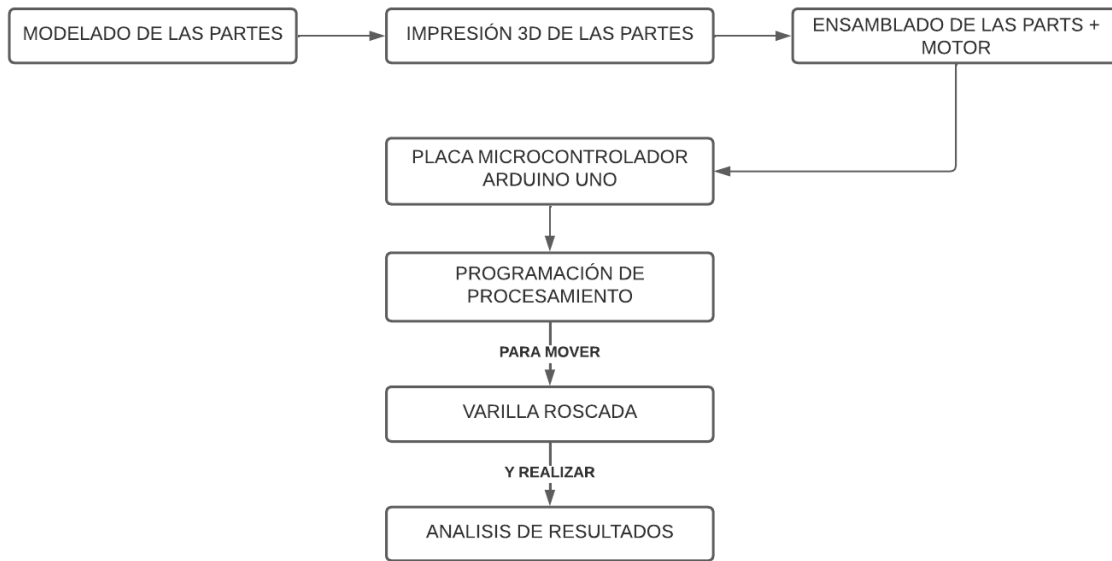 MODELADO DE LAS PARTES
IMPRESIÓN 3D DE LAS PARTES
ENSAMBLADO DE LAS PARTS +
MOTOR
PLACA MICROCONTROLADOR
ARDUINO UNO
PROGRAMACIÓN DE
PROCESAMIENTO
PARA MOVER
VARILLA ROSCADA
Y REALIZAR
ANALISIS DE RESULTADOS